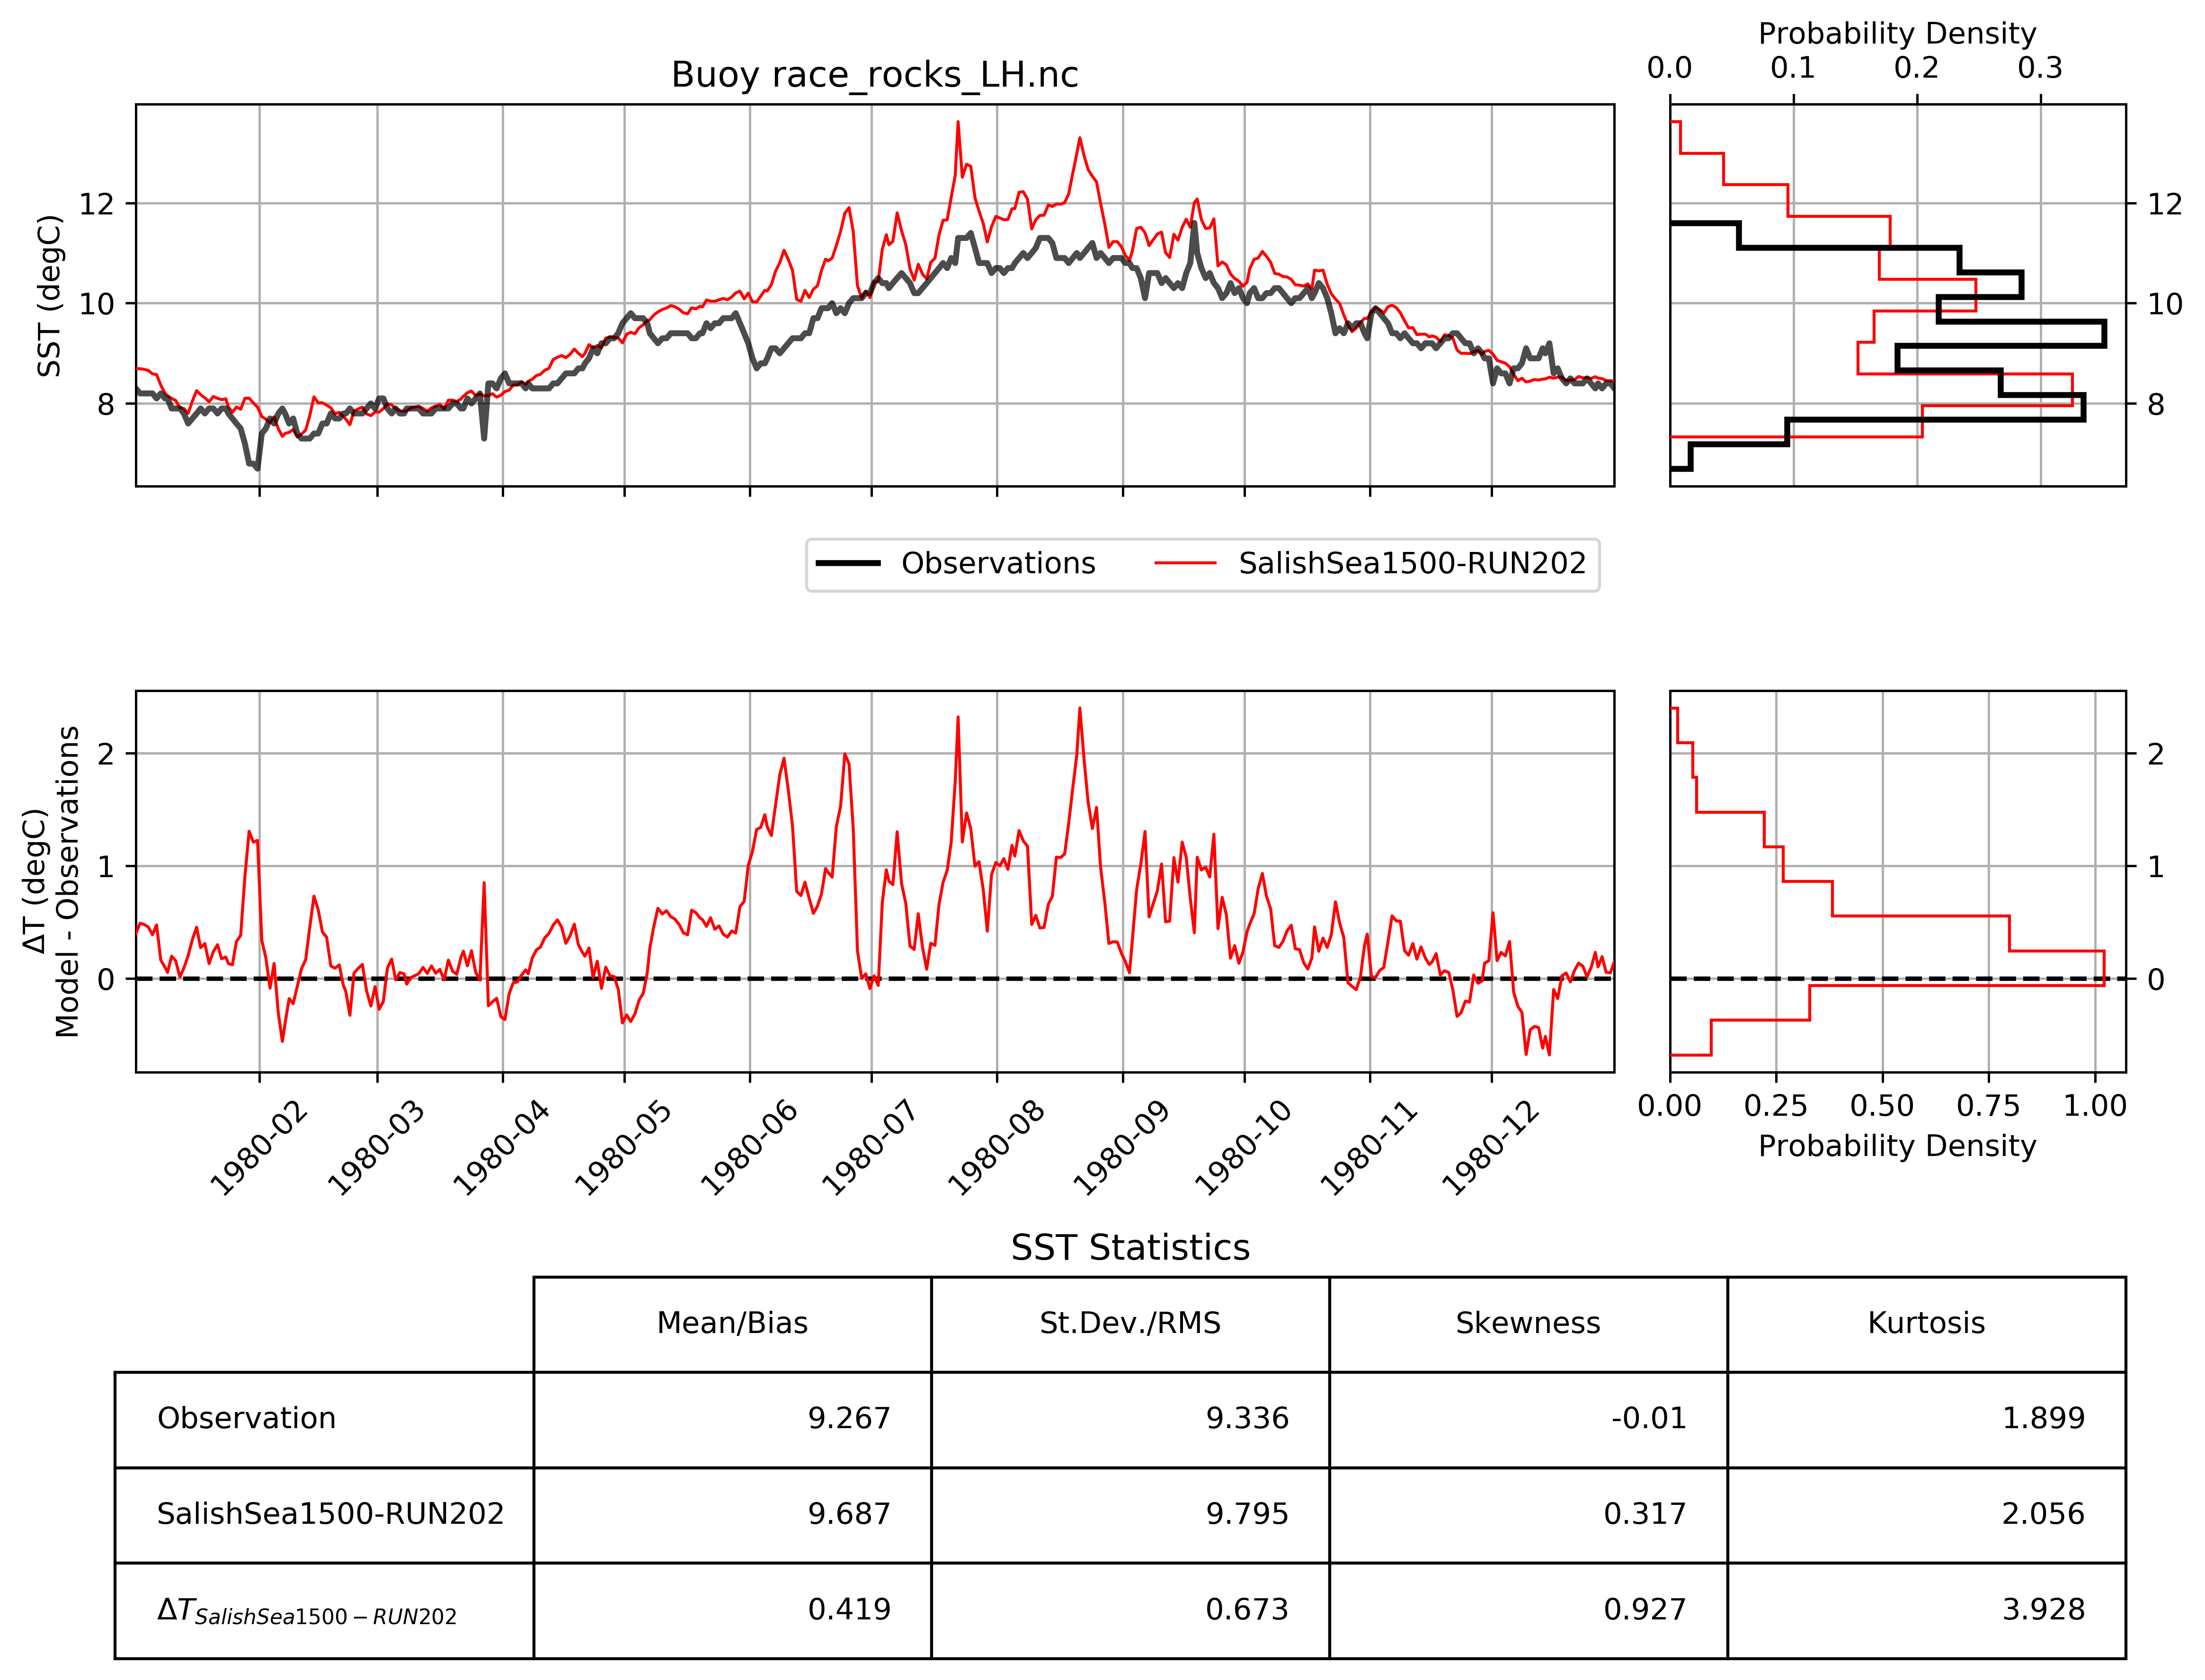 Probability Density
0.0 0.1 0.2 0.3
Buoy race_rocks_LH.nc
SST (degC)
12
10
8
12
10
8
Observations SalishSea1500-RUN202
ΔT (degC)
Model - Observations
2
1
0
2
1
0
1980-02 1980-03 1980-04 1980-05 1980-06 1980-07 1980-08 1980-09 1980-10 1980-11 1980-12
0.00 0.25 0.50 0.75 1.00
Probability Density
SST Statistics
Mean/Bias St.Dev./RMS Skewness Kurtosis
Observation 9.267 9.336 -0.01 1.899
SalishSea1500-RUN202 9.687 9.795 0.317 2.056
ΔT SalishSea1500−RUN202 0.419 0.673 0.927 3.928